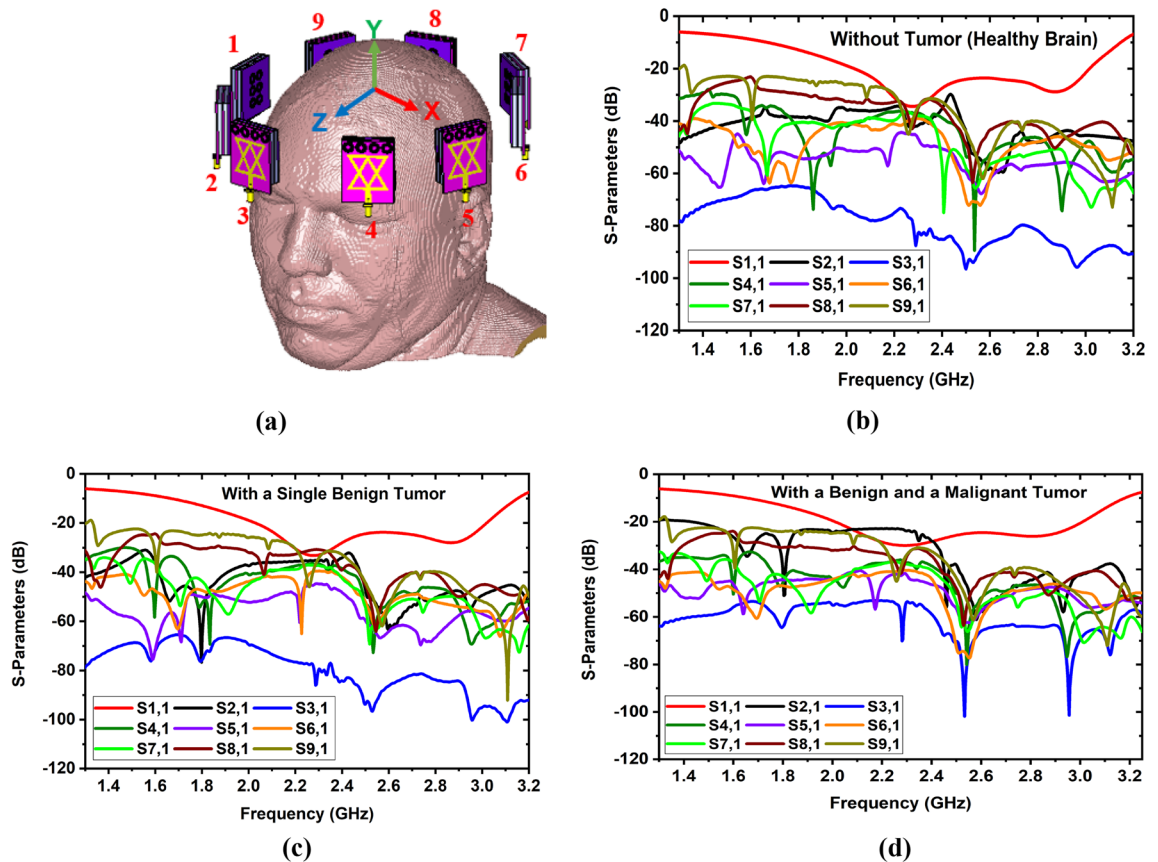 9
8
1
Y
7
Z
X
2
3
4
5
6
(a)
Without Tumor (Healthy Brain)
S-Parameters (dB)
0
-20
-40
-60
-80
-100
-120
S1,1 S2,1 S3,1
S4,1 S5,1 S6,1
S7,1 S8,1 S9,1
1.4 1.6 1.8 2.0 2.2 2.4 2.6 2.8 3.0 3.2
Frequency (GHz)
(b)
With a Single Benign Tumor
S-Parameters (dB)
0
-20
-40
-60
-80
-100
-120
S1,1 S2,1 S3,1
S4,1 S5,1 S6,1
S7,1 S8,1 S9,1
1.4 1.6 1.8 2.0 2.2 2.4 2.6 2.8 3.0 3.2
Frequency (GHz)
(c)
With a Benign and a Malignant Tumor
S-Parameters (dB)
0
-20
-40
-60
-80
-100
-120
S1,1 S2,1 S3,1
S4,1 S5,1 S6,1
S7,1 S8,1 S9,1
1.4 1.6 1.8 2.0 2.2 2.4 2.6 2.8 3.0 3.2
Frequency (GHz)
(d)